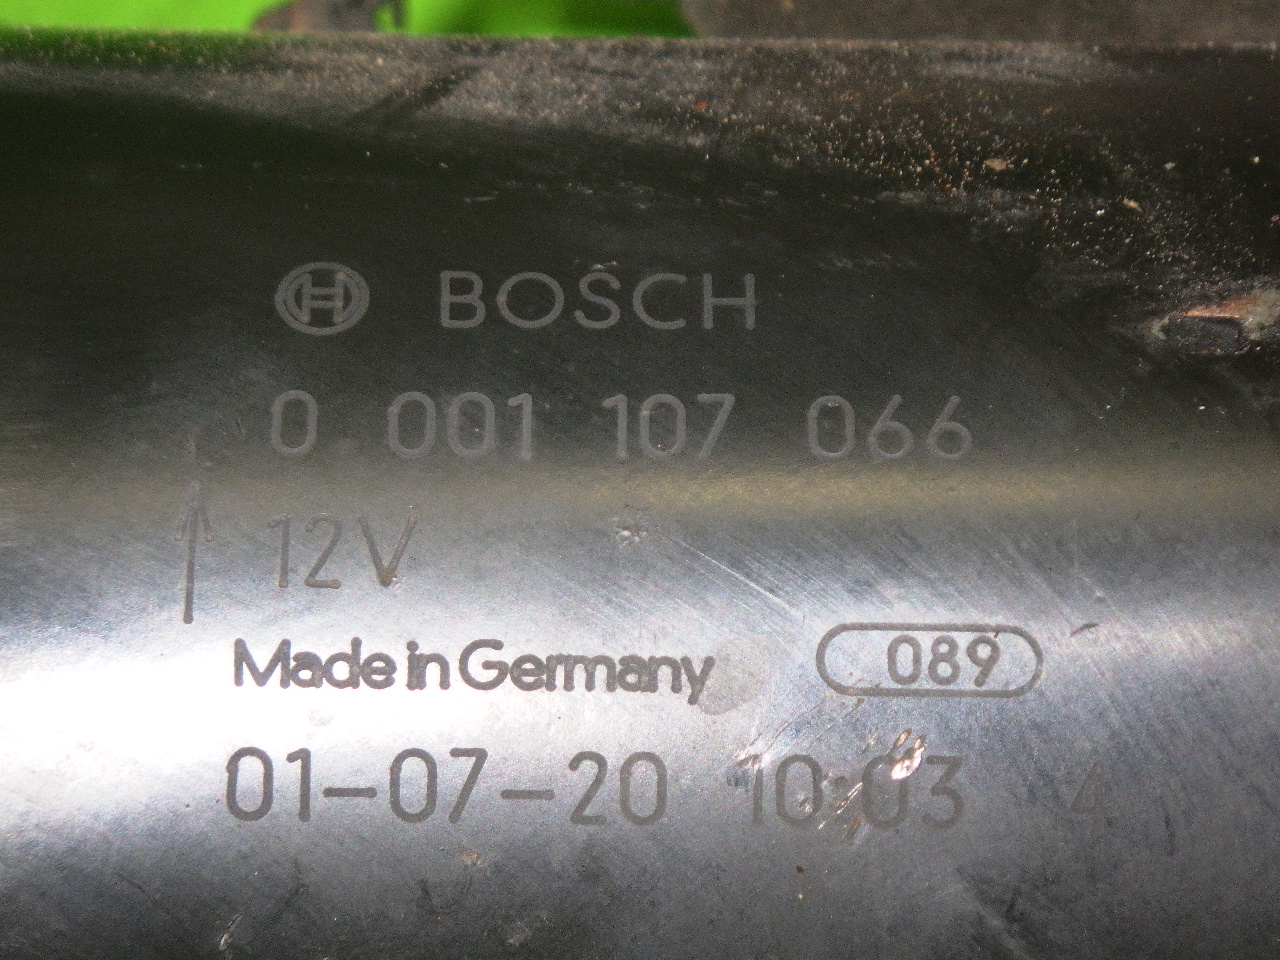 BOSCH
0 001 107 066
12V
Made in Germany 089
01-07-20 10:03 4